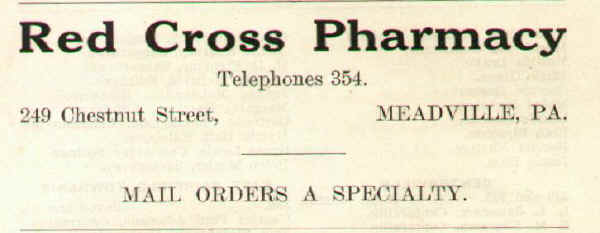 Red Cross Pharmacy
Telephones 354.
249 Chestnut Street, MEADVILLE, PA.
MAIL ORDERS A SPECIALTY.